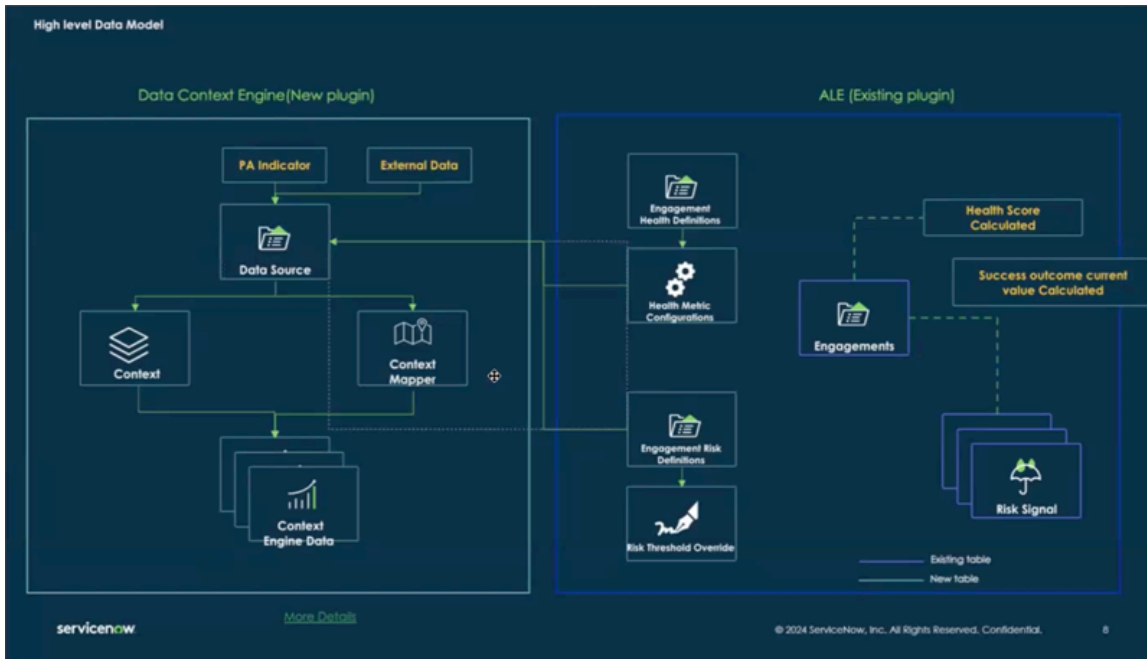 High level Data Model
Data Context Engine(New plugin)
ALE (Existing plugin)
PA Indicator
External Data
Data Source
Context
Context
Mapper
Context
Engine Data
Engagement
Health Definitions
Health Metric
Configurations
Engagement Risk
Definitions
Risk Threshold Override
Health Score
Calculated
Success outcome current
value Calculated
Engagements
Risk Signal
Existing table
New table
More Details
servicenow
© 2024 ServiceNow, Inc. All Rights Reserved. Confidential.
8